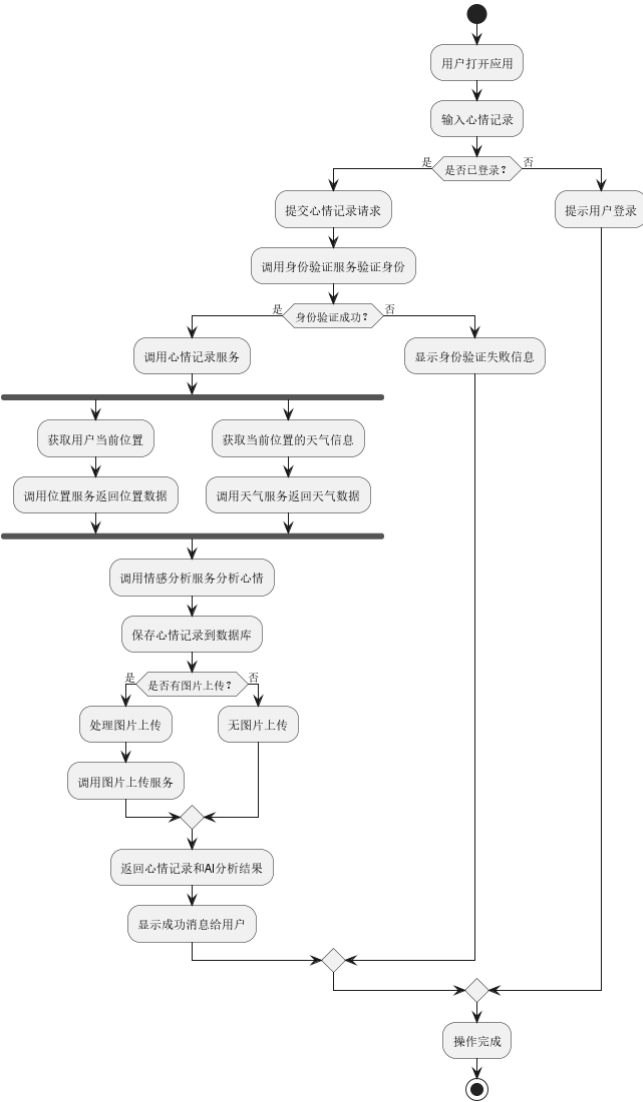 用户打开应用
输入心情记录
是
是否已登录？
否
提交心情记录请求
提示用户登录
调用身份验证服务验证身份
是
身份验证成功？
否
调用心情记录服务
显示身份验证失败信息
获取用户当前位置
获取当前位置的天气信息
调用位置服务返回位置数据
调用天气服务返回天气数据
调用情感分析服务分析心情
保存心情记录到数据库
是
是否有图片上传？
否
处理图片上传
无图片上传
调用图片上传服务
返回心情记录和AI分析结果
显示成功消息给用户
操作完成